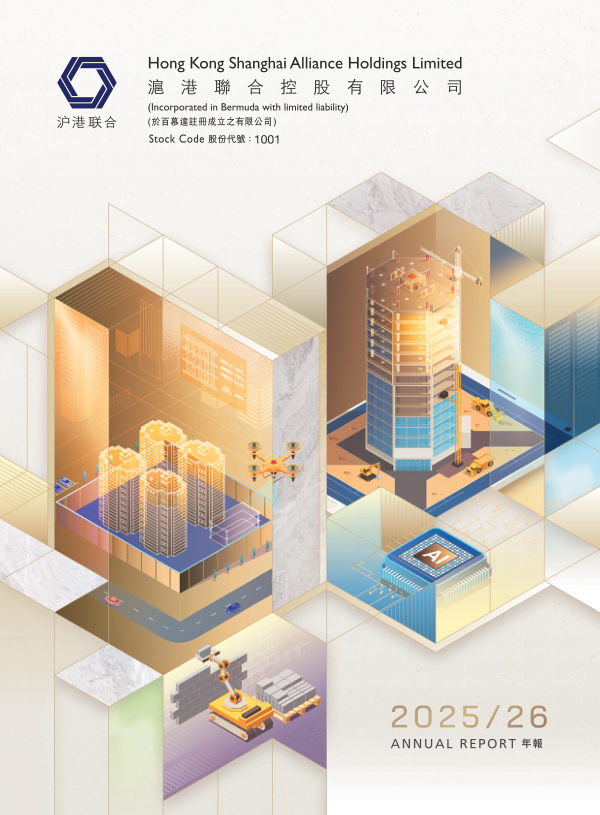 Hong Kong Shanghai Alliance Holdings Limited
滬港聯合控股有限公司
(Incorporated in Bermuda with limited liability)
(於百慕達註冊成立之有限公司)
Stock Code 股份代號：1001
沪港联合
AI
2025/26
ANNUAL REPORT 年報